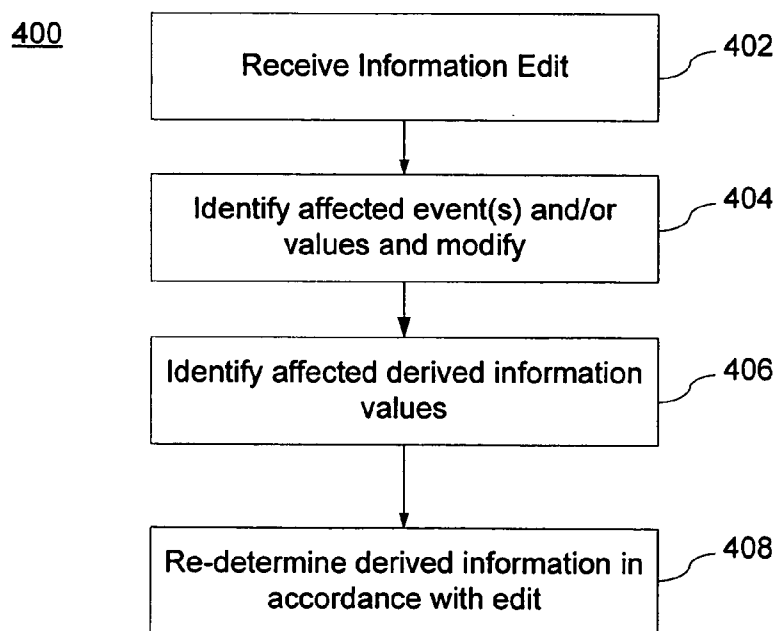 400
Receive Information Edit
402
Identify affected event(s) and/or
values and modify
404
Identify affected derived information
values
406
Re-determine derived information in
accordance with edit
408